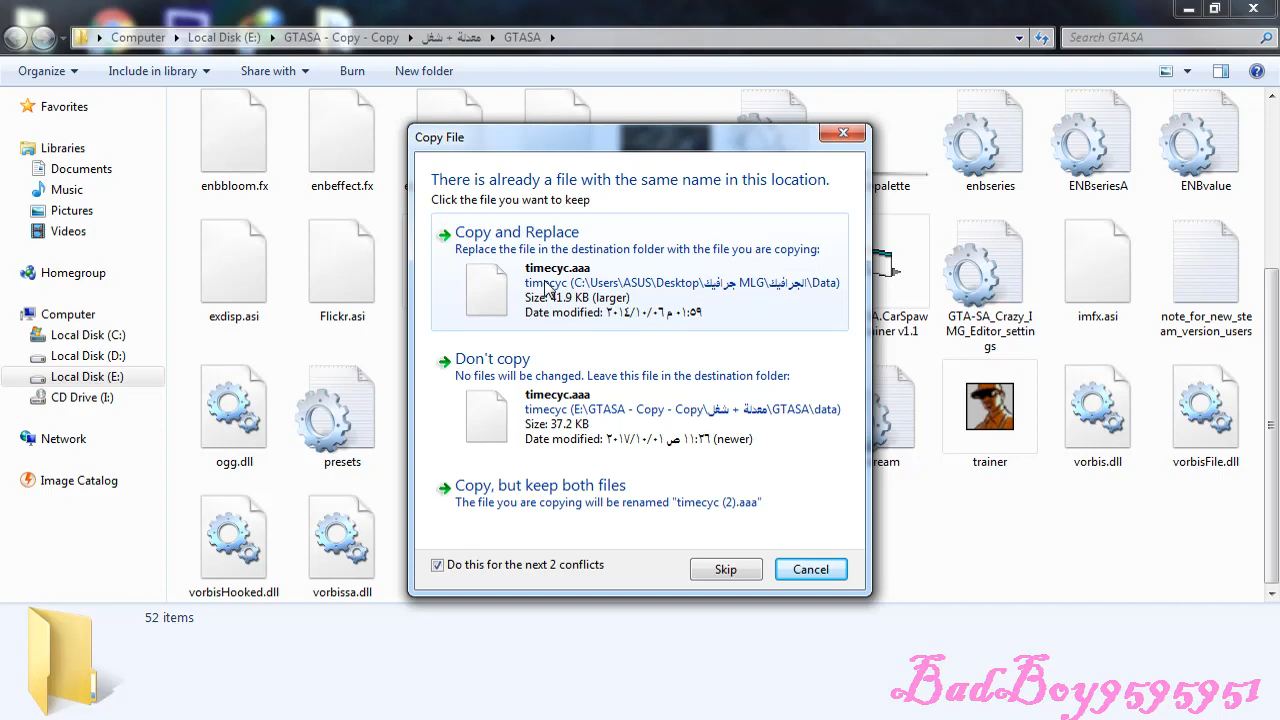 Computer ▸ Local Disk (E:) ▸ GTASA - Copy - Copy ▸ معدلة + شغل ▸ GTASA ▸
Search GTASA
Organize Include in library Share with Burn New folder
Favorites
Libraries
Documents
Music
Pictures
Videos
Homegroup
Computer
Local Disk (C:)
Local Disk (D:)
Local Disk (E:)
CD Drive (I:)
Network
Image Catalog
enbbloom.fx
enbeffect.fx
palette
enbseries
ENBseriesA
ENBvalue
exdisp.asi
Flickr.asi
A.CarSpaw
ainer v1.1
GTA-SA_Crazy_I
MG_Editor_settin
gs
imfx.asi
note_for_new_ste
am_version_users
ogg.dll
presets
ream
trainer
vorbis.dll
vorbisFile.dll
vorbisHooked.dll
vorbissa.dll
Copy File
There is already a file with the same name in this location.
Click the file you want to keep
Copy and Replace
Replace the file in the destination folder with the file you are copying:
timecyc.aaa
timecyc (C:\Users\ASUS\Desktop\جرافيك MLG\الجرافيك\Data)
Size: 41.9 KB (larger)
Date modified: ٢٠١٤/١٠/٠٦ م ٠١:٥٩
Don't copy
No files will be changed. Leave this file in the destination folder:
timecyc.aaa
timecyc (E:\GTASA - Copy - Copy\معدلة + شغل\GTASA\data)
Size: 37.2 KB
Date modified: ٢٠١٧/١٠/٠١ ص ١١:٣٦ (newer)
Copy, but keep both files
The file you are copying will be renamed "timecyc (2).aaa"
Do this for the next 2 conflicts
Skip
Cancel
52 items
BadBoy9595951